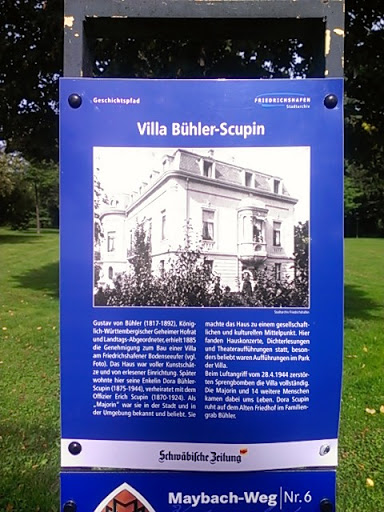 Geschichtspfad
FRIEDRICHSHAFEN
Stadtarchiv
Villa Bühler-Scupin
Stadtarchiv Friedrichshafen
Gustav von Bühler (1817-1892), König-
lich-Württembergischer Geheimer Hofrat
und Landtags-Abgeordneter, erhielt 1885
die Genehmigung zum Bau einer Villa
am Friedrichshafener Bodenseeufer (vgl.
Foto). Das Haus war voller Kunstschät-
ze und von erlesener Einrichtung. Später
wohnte hier seine Enkelin Dora Bühler-
Scupin (1875-1944), verheiratet mit dem
Offizier Erich Scupin (1870-1924). Als
„Majorin" war sie in der Stadt und in
der Umgebung bekannt und beliebt. Sie
machte das Haus zu einem gesellschaft-
lichen und kulturellen Mittelpunkt. Hier
fanden Hauskonzerte, Dichterlesungen
und Theateraufführungen statt, beson-
ders beliebt waren Aufführungen im Park
der Villa.
Beim Luftangriff vom 28.4.1944 zerstör-
ten Sprengbomben die Villa vollständig.
Die Majorin und 14 weitere Menschen
kamen dabei ums Leben. Dora Scupin
ruht auf dem Alten Friedhof im Familien-
grab Bühler.
Schwäbische Zeitung
Maybach-Weg | Nr. 6